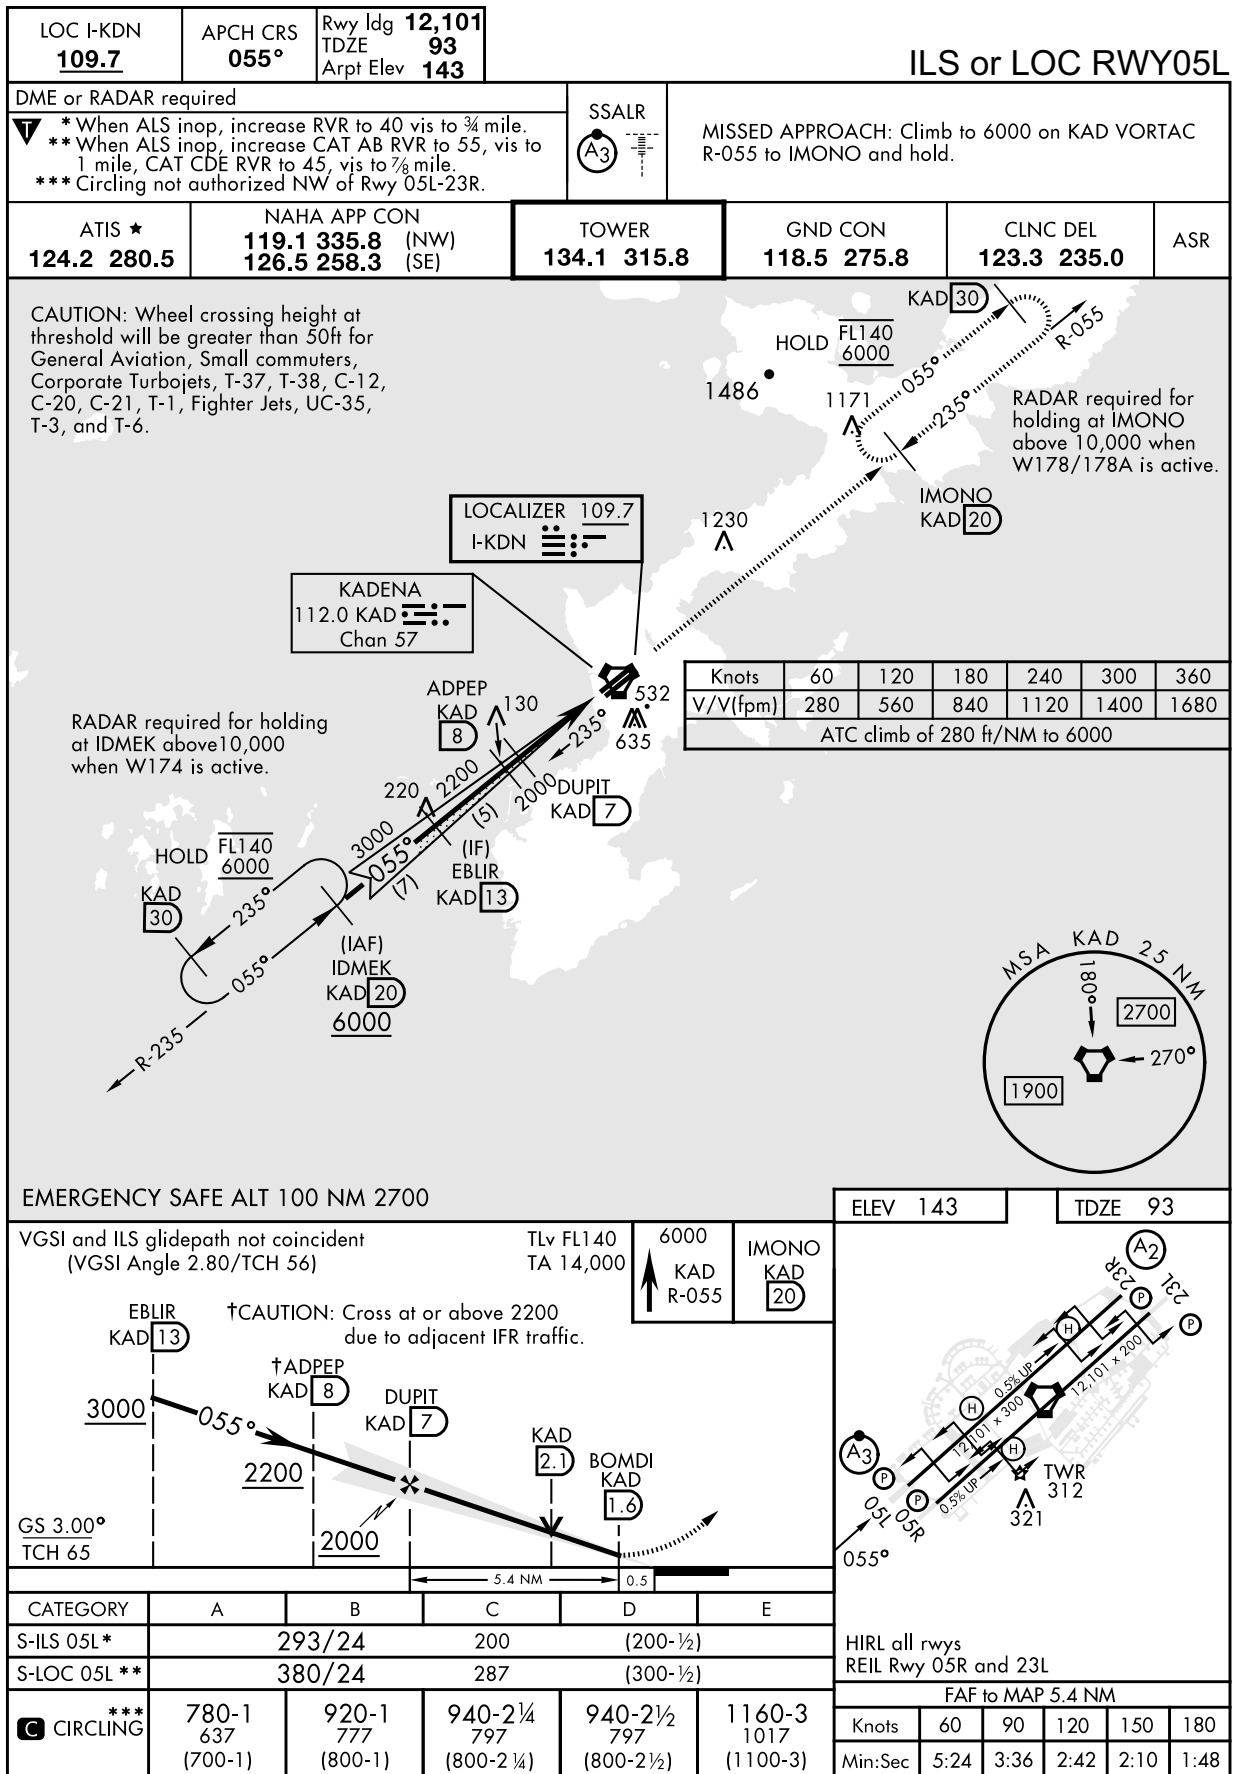 LOC I-KDN
109.7
APCH CRS
055°
Rwy ldg 12,101
TDZE 93
Arpt Elev 143
ILS or LOC RWY05L
DME or RADAR required
T
* When ALS inop, increase RVR to 40 vis to ¾ mile.
** When ALS inop, increase CAT AB RVR to 55, vis to
1 mile, CAT CDE RVR to 45, vis to ⅞ mile.
*** Circling not authorized NW of Rwy 05L-23R.
SSALR
A3
MISSED APPROACH: Climb to 6000 on KAD VORTAC
R-055 to IMONO and hold.
ATIS ★
124.2 280.5
NAHA APP CON
119.1 335.8 (NW)
126.5 258.3 (SE)
TOWER
134.1 315.8
GND CON
118.5 275.8
CLNC DEL
123.3 235.0
ASR
CAUTION: Wheel crossing height at
threshold will be greater than 50ft for
General Aviation, Small commuters,
Corporate Turbojets, T-37, T-38, C-12,
C-20, C-21, T-1, Fighter Jets, UC-35,
T-3, and T-6.
KAD 30
HOLD FL140
6000
R-055
055°
235°
1486
1171
RADAR required for
holding at IMONO
above 10,000 when
W178/178A is active.
IMONO
KAD 20
LOCALIZER 109.7
I-KDN
1230
KADENA
112.0 KAD
Chan 57
532
635
Knots 60 120 180 240 300 360
V/V(fpm) 280 560 840 1120 1400 1680
ATC climb of 280 ft/NM to 6000
ADPEP
KAD
8
130
235°
RADAR required for holding
at IDMEK above10,000
when W174 is active.
220
2200
2000
DUPIT
KAD 7
3000
055°
(5)
(7)
(IF)
EBLIR
KAD 13
HOLD FL140
6000
KAD
30
235°
055°
(IAF)
IDMEK
KAD 20
6000
R-235
MSA KAD 25 NM
180°
2700
270°
1900
EMERGENCY SAFE ALT 100 NM 2700
ELEV 143
TDZE 93
VGSI and ILS glidepath not coincident
(VGSI Angle 2.80/TCH 56)
TLv FL140
TA 14,000
6000
KAD
R-055
IMONO
KAD
20
EBLIR
KAD 13
†CAUTION: Cross at or above 2200
due to adjacent IFR traffic.
†ADPEP
KAD 8
DUPIT
KAD 7
KAD
2.1
BOMDI
KAD
1.6
3000
055°
2200
2000
GS 3.00°
TCH 65
5.4 NM
0.5
A2
23R
23L
P
P
H
0.5% UP
12,101 x 200
H
12,101 x 300
H
A3
P
P
0.5% UP
05L
05R
TWR
312
321
055°
HIRL all rwys
REIL Rwy 05R and 23L
CATEGORY A B C D E
S-ILS 05L* 293/24 200 (200-½)
S-LOC 05L ** 380/24 287 (300-½)
C CIRCLING ***
780-1
637
(700-1)
920-1
777
(800-1)
940-2¼
797
(800-2¼)
940-2½
797
(800-2½)
1160-3
1017
(1100-3)
FAF to MAP 5.4 NM
Knots 60 90 120 150 180
Min:Sec 5:24 3:36 2:42 2:10 1:48